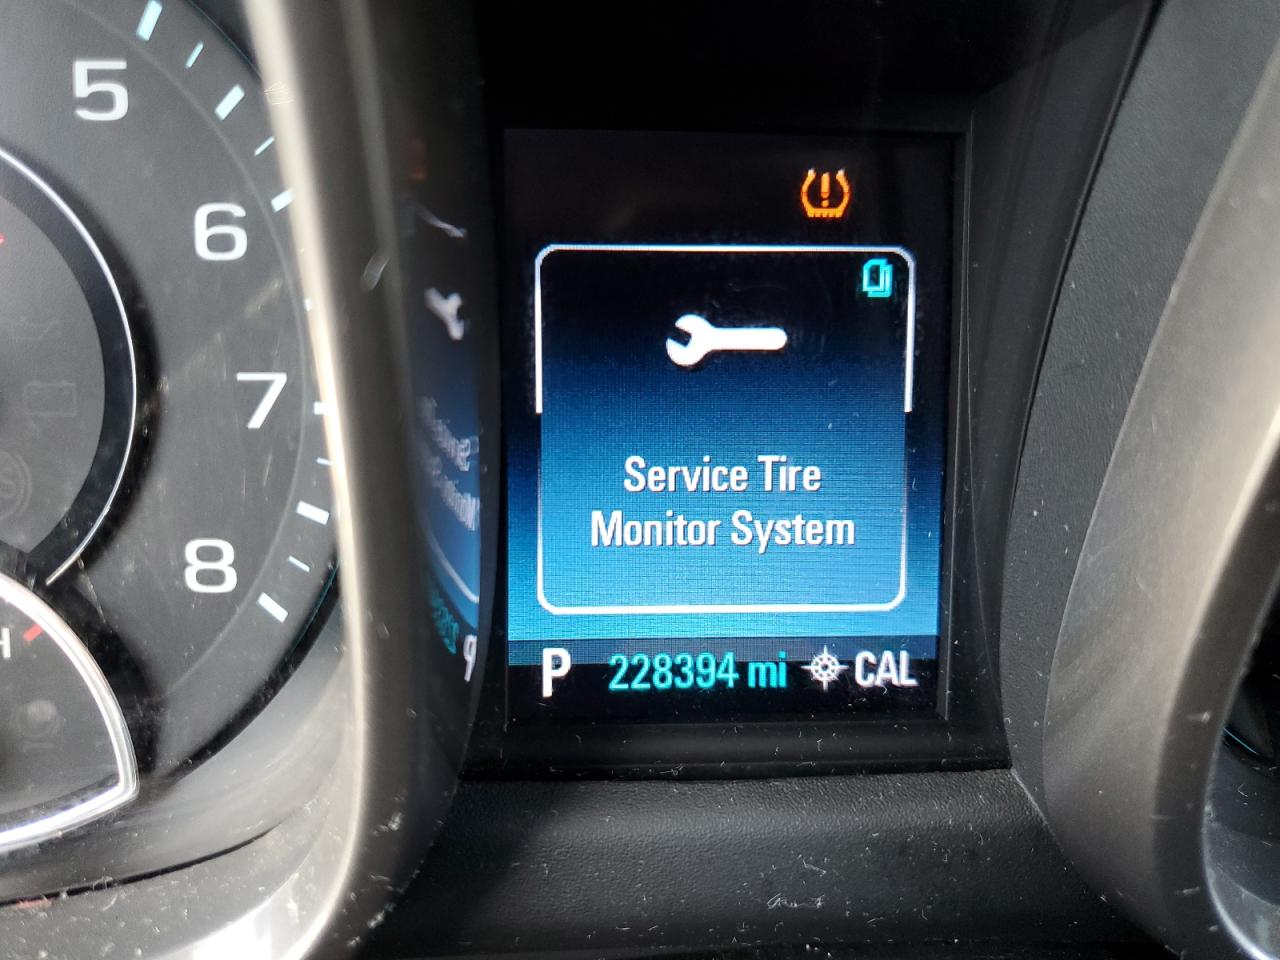 5
6
7
8
H
!
Service Tire
Monitor System
P 228394 mi CAL